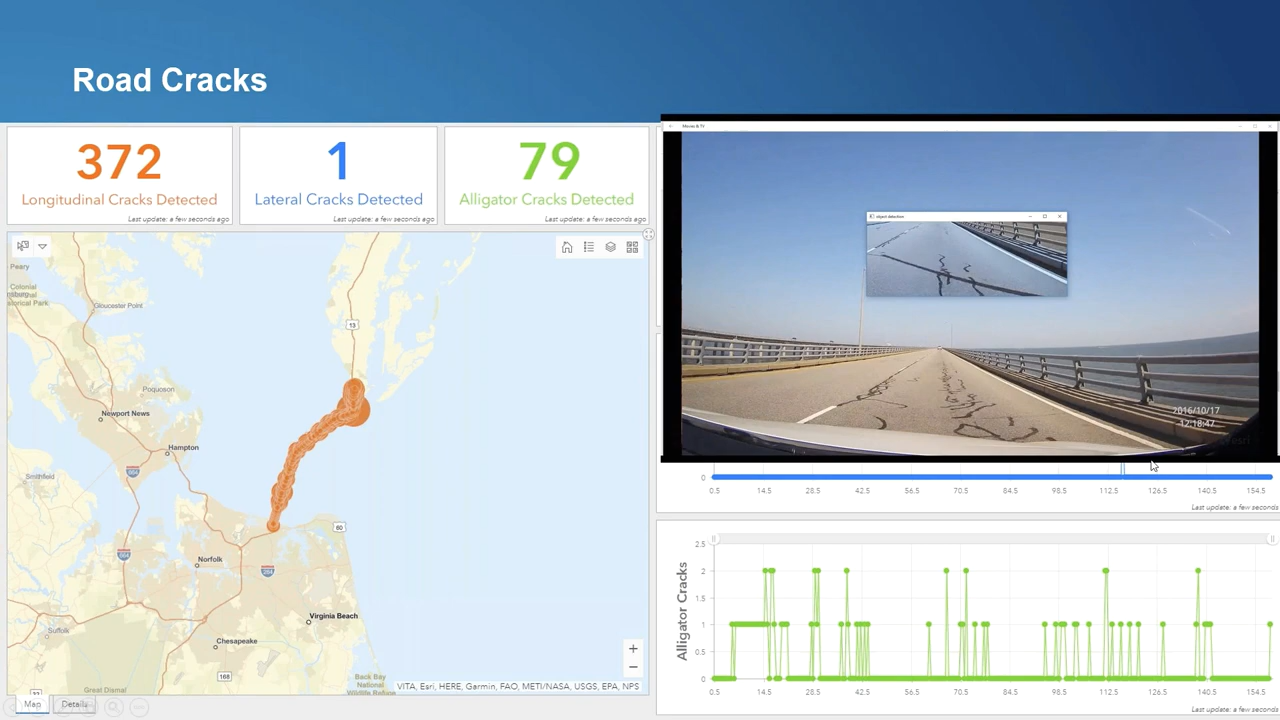 Road Cracks
372
Longitudinal Cracks Detected
Last update: a few seconds ago
1
Lateral Cracks Detected
Last update: a few seconds ago
79
Alligator Cracks Detected
Last update: a few seconds ago
Movies & TV
object detection
2016/10/17
12:18:47
esri
Peery
Colonial
Historical Park
Gloucester Point
13
Poquoson
Newport News
Hampton
664
Smithfield
60
Norfolk
Virginia Beach
Suffolk
Chesapeake
168
Great Dismal
Back Bay
National
Wildlife Refuge
VITA, Esri, HERE, Garmin, FAO, METI/NASA, USGS, EPA, NPS
Map
Details
0
0.5 14.5 28.5 42.5 56.5 70.5 84.5 98.5 112.5 126.5 140.5 154.5
Last update: a few seconds
Alligator Cracks
2.5
2
1.5
1
0.5
0
0.5 14.5 28.5 42.5 56.5 70.5 84.5 98.5 112.5 126.5 140.5 154.5
Last update: a few seconds